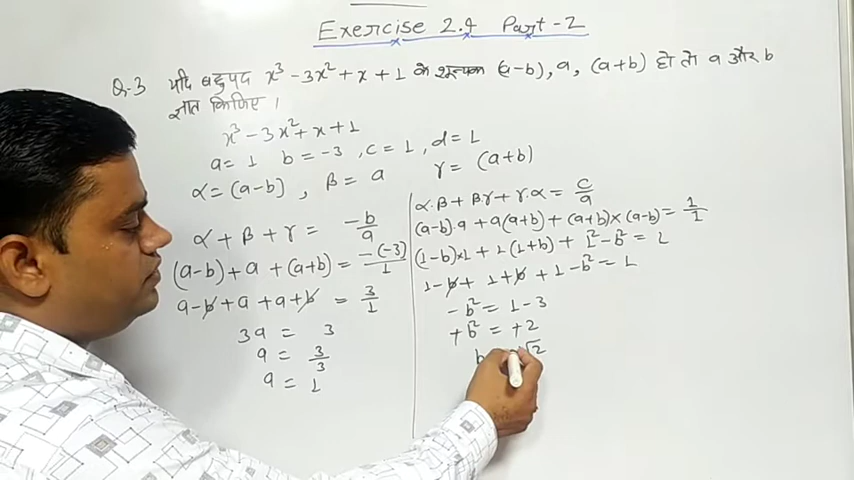 Exercise 2.4 Part-2
Q.3 यदि बहुपद x³ - 3x² + x + 1 के शून्यक (a-b), a, (a+b) हो तो a और b
ज्ञात किजिए ।
x³ - 3x² + x + 1
a = 1 b = -3 , c = 1 , d = 1
α = (a-b) , β = a γ = (a+b)
α + β + γ = -b/a
(a-b) + a + (a+b) = -(-3)/1
a - b + a + a + b = 3/1
3a = 3
a = 3/3
a = 1
α.β + β.γ + γ.α = c/a
(a-b).a + a(a+b) + (a+b)×(a-b) = 1/1
(1-b)×1 + 1(1+b) + 1² - b² = 1
1 - b + 1 + b + 1 - b² = 1
- b² = 1 - 3
+ b² = +2
b √2